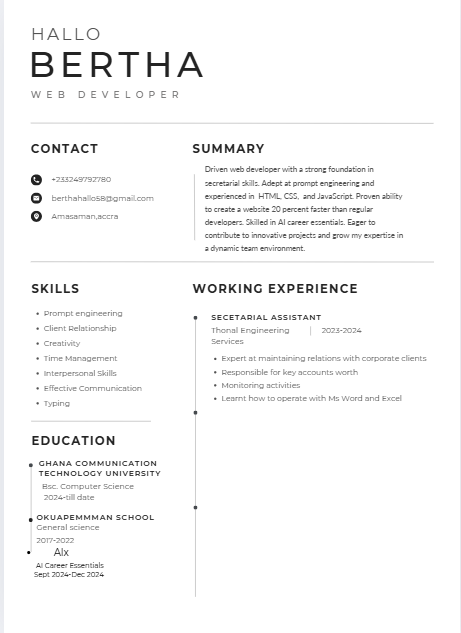 HALLO
BERTHA
WEB DEVELOPER
CONTACT
+233249792780
berthahallo58@gmail.com
Amasaman,accra
SUMMARY
Driven web developer with a strong foundation in
secretarial skills. Adept at prompt engineering and
experienced in HTML, CSS, and JavaScript. Proven ability
to create a website 20 percent faster than regular
developers. Skilled in AI career essentials. Eager to
contribute to innovative projects and grow my expertise in
a dynamic team environment.
SKILLS
• Prompt engineering
• Client Relationship
• Creativity
• Time Management
• Interpersonal Skills
• Effective Communication
• Typing
EDUCATION
GHANA COMMUNICATION
TECHNOLOGY UNIVERSITY
Bsc. Computer Science
2024-till date
OKUAPEMMMAN SCHOOL
General science
2017-2022
Alx
AI Career Essentials
Sept 2024-Dec 2024
WORKING EXPERIENCE
SECETARIAL ASSISTANT
Thonal Engineering | 2023-2024
Services
• Expert at maintaining relations with corporate clients
• Responsible for key accounts worth
• Monitoring activities
• Learnt how to operate with Ms Word and Excel